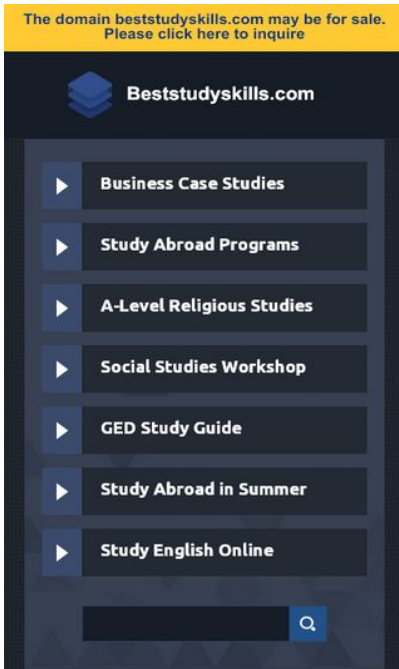 The domain beststudyskills.com may be for sale.
Please click here to inquire
Beststudyskills.com
Business Case Studies
Study Abroad Programs
A-Level Religious Studies
Social Studies Workshop
GED Study Guide
Study Abroad in Summer
Study English Online